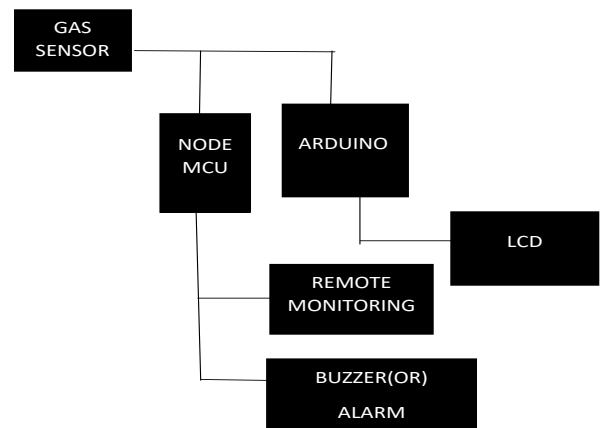 GAS
SENSOR
NODE
MCU
ARDUINO
LCD
REMOTE
MONITORING
BUZZER(OR)
ALARM